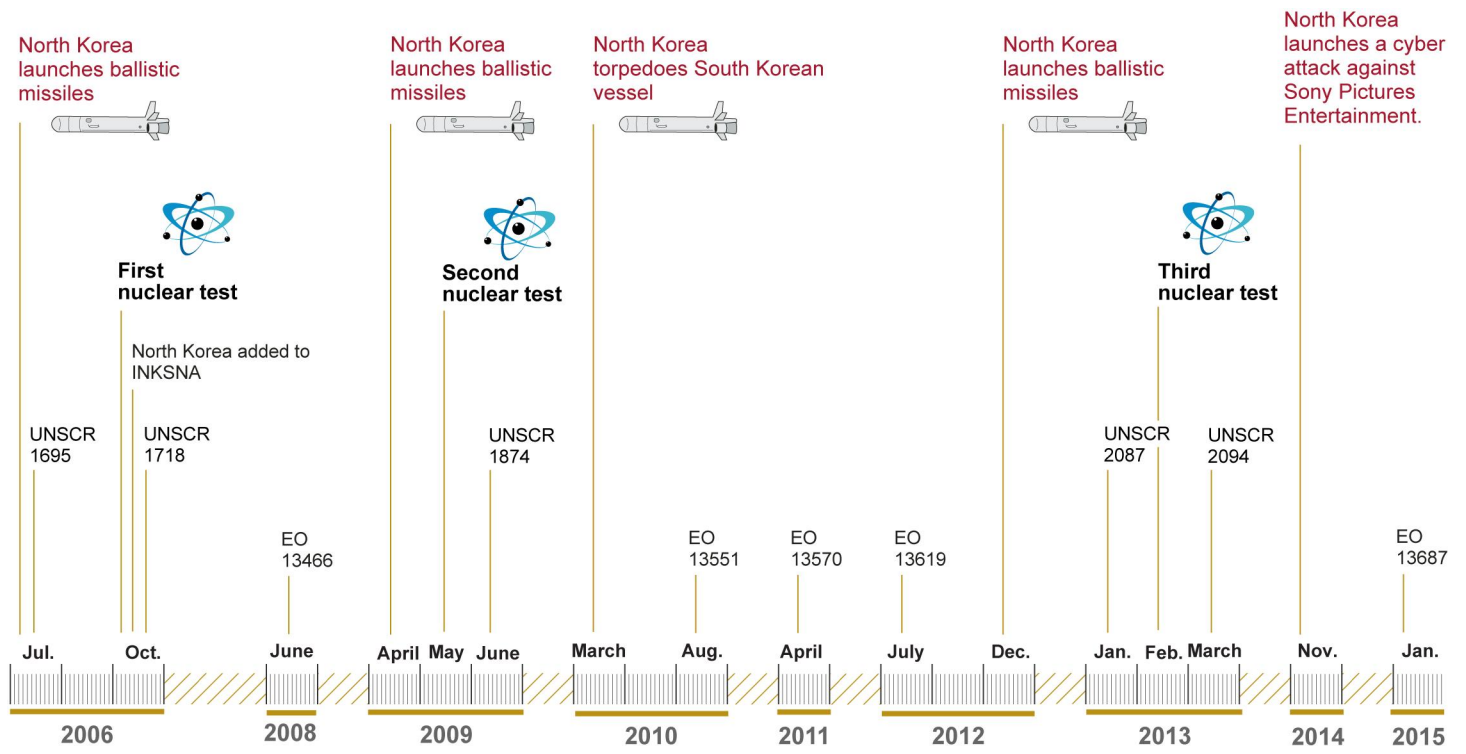 North Korea
launches ballistic
missiles
North Korea
launches ballistic
missiles
North Korea
torpedoes South Korean
vessel
North Korea
launches ballistic
missiles
North Korea
launches a cyber
attack against
Sony Pictures
Entertainment.
First
nuclear test
Second
nuclear test
Third
nuclear test
North Korea added to
INKSNA
UNSCR
1695
UNSCR
1718
UNSCR
1874
UNSCR
2087
UNSCR
2094
EO
13466
EO
13551
EO
13570
EO
13619
EO
13687
Jul. Oct. June April May June March Aug. April July Dec. Jan. Feb. March Nov. Jan.
2006 2008 2009 2010 2011 2012 2013 2014 2015